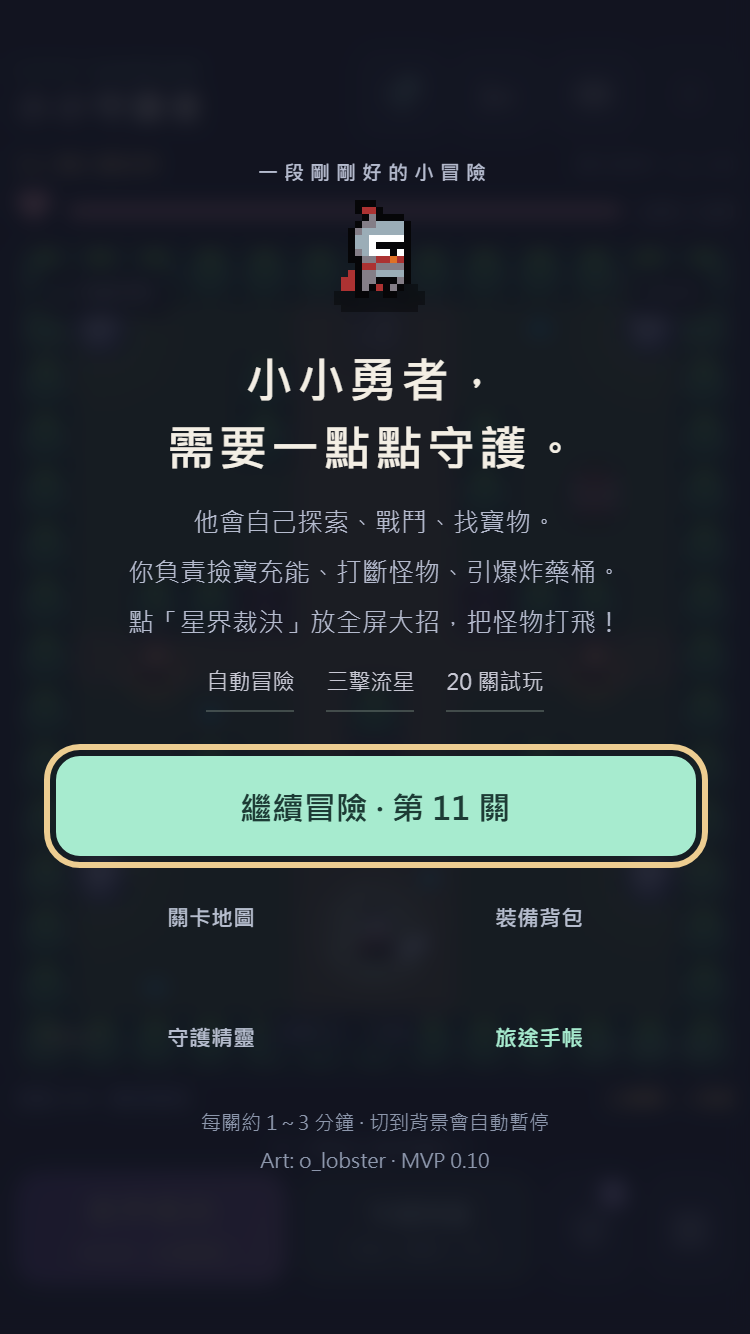 一段剛剛好的小冒險
小小勇者，
需要一點點守護。
他會自己探索、戰鬥、找寶物。
你負責撿寶充能、打斷怪物、引爆炸藥桶。
點「星界裁決」放全屏大招，把怪物打飛！
自動冒險 三擊流星 20 關試玩
繼續冒險 · 第 11 關
關卡地圖 裝備背包
守護精靈 旅途手帳
每關約 1~3 分鐘 · 切到背景會自動暫停
Art: o_lobster · MVP 0.10